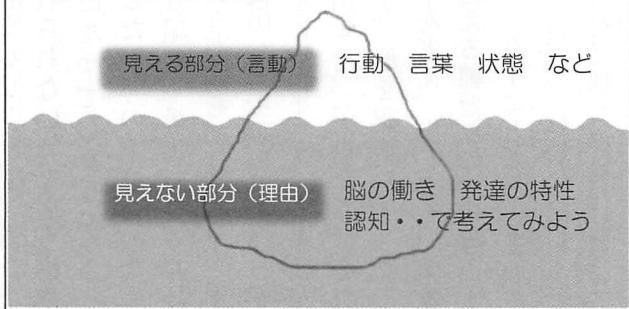 見える部分（言動） 行動 言葉 状態 など
見えない部分（理由） 脳の働き 発達の特性
認知・・で考えてみよう